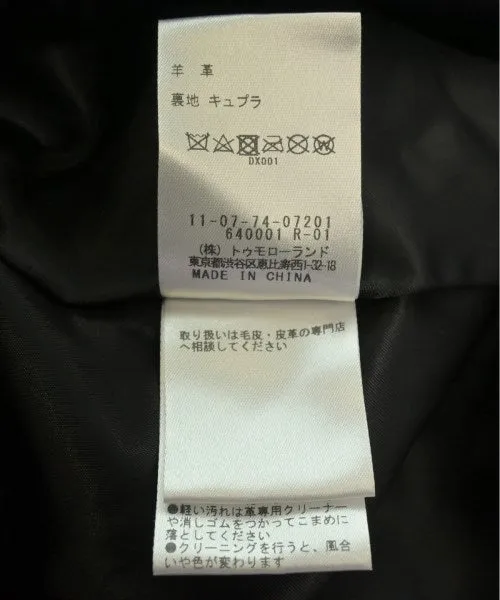 羊 革
裏地 キュプラ
DX001
11-07-74-07201
640001 R-01
(株) トゥモローランド
東京都渋谷区恵比寿西1-32-18
MADE IN CHINA
取り扱いは毛皮・皮革の専門店
へ相談してください
●軽い汚れは革専用クリーナー
や消しゴムをつかってこまめに
落としてください
●クリーニングを行うと、風合
いや色が変わります